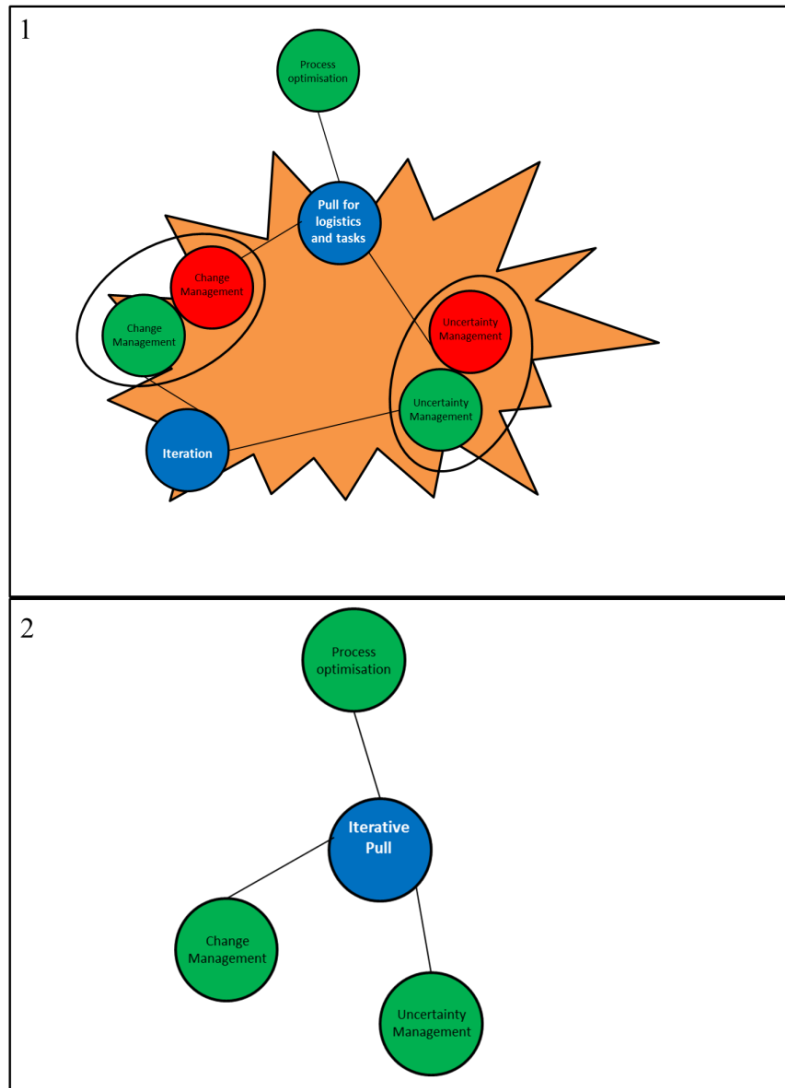 1
Process
optimisation
Pull for
logistics
and tasks
Change
Management
Change
Management
Uncertainty
Management
Uncertainty
Management
Iteration
2
Process
optimisation
Iterative
Pull
Change
Management
Uncertainty
Management